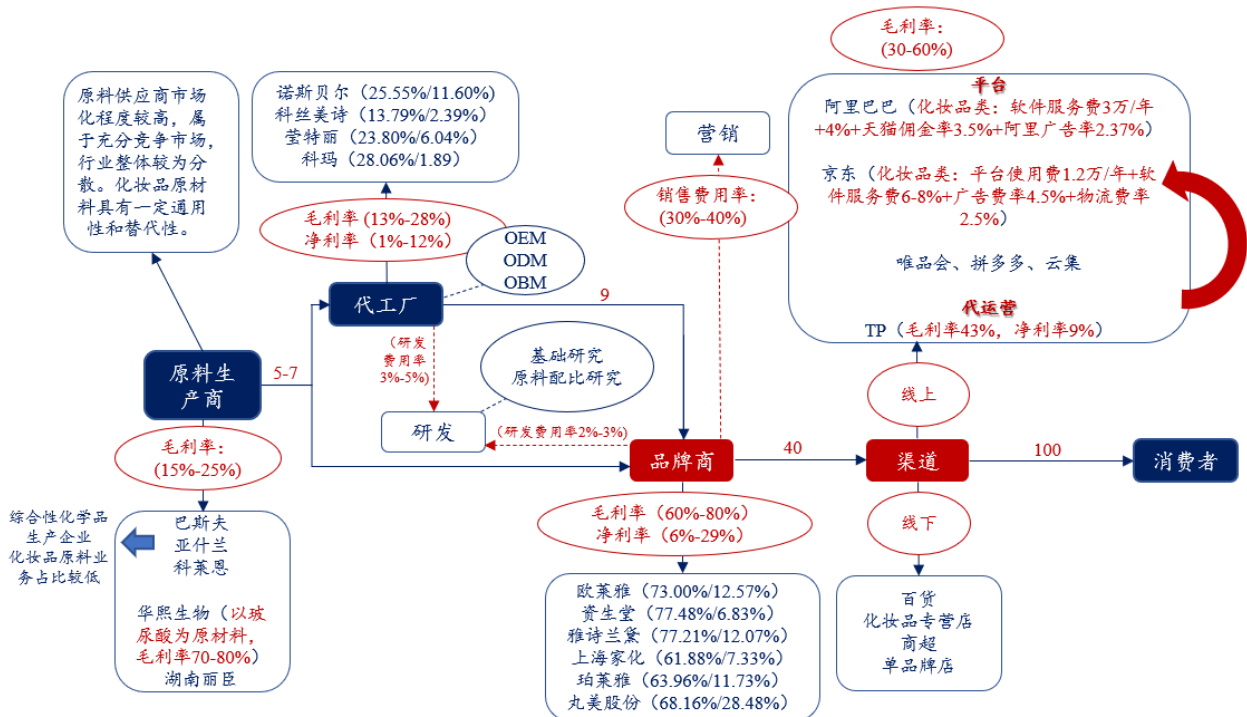 毛利率：
(30-60%)
平台
阿里巴巴（化妆品类：软件服务费3万/年
+4%+天猫佣金率3.5%+阿里广告率2.37%）
京东（化妆品类：平台使用费1.2万/年+软
件服务费6-8%+广告费率4.5%+物流费率
2.5%）
唯品会、拼多多、云集
代运营
TP（毛利率43%，净利率9%）
原料供应商市场
化程度较高，属
于充分竞争市场，
行业整体较为分
散。化妆品原材
料具有一定通用
性和替代性。
诺斯贝尔（25.55%/11.60%)
科丝美诗（13.79%/2.39%)
莹特丽（23.80%/6.04%）
科玛（28.06%/1.89）
毛利率(13%-28%)
净利率（1%-12%）
OEM
ODM
OBM
营销
销售费用率：
(30%-40%)
代工厂
9
（研发
费用率
3%-5%)
基础研究
原料配比研究
研发
（研发费用率2%-3%）
原料生
产商
5-7
毛利率：
(15%-25%)
品牌商
40
渠道
100
消费者
线上
线下
综合性化学品
生产企业
化妆品原料业
务占比较低
巴斯夫
亚什兰
科莱恩
华熙生物（以玻
尿酸为原材料，
毛利率70-80%）
湖南丽臣
毛利率（60%-80%）
净利率（6%-29%）
欧莱雅（73.00%/12.57%）
资生堂（77.48%/6.83%）
雅诗兰黛（77.21%/12.07%）
上海家化（61.88%/7.33%）
珀莱雅（63.96%/11.73%）
丸美股份（68.16%/28.48%）
百货
化妆品专营店
商超
单品牌店